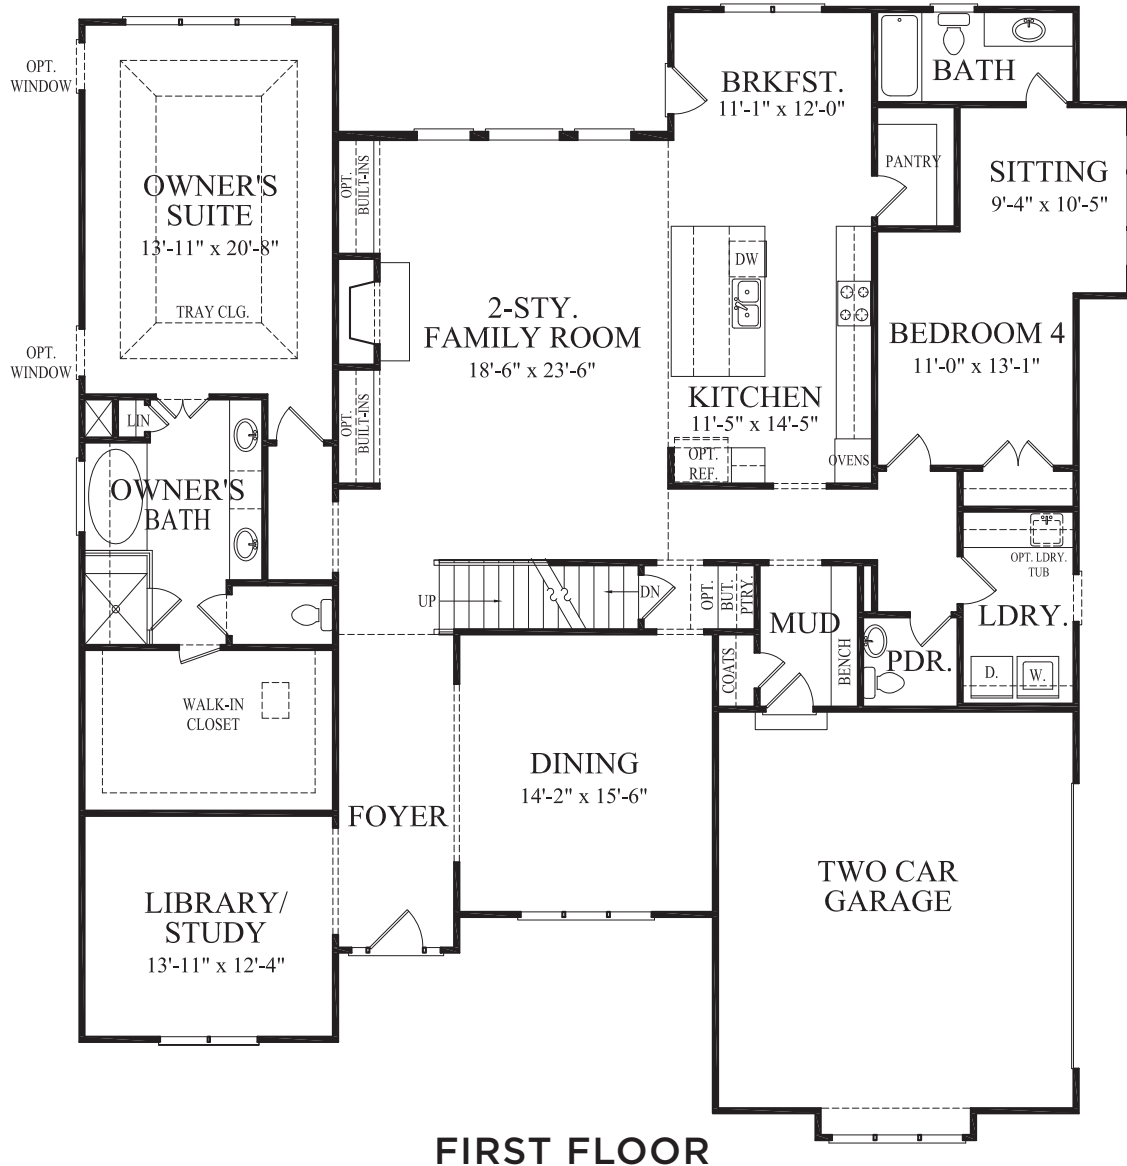 OPT.
WINDOW
OWNER'S
SUITE
13'-11" x 20'-8"
TRAY CLG.
OPT.
WINDOW
OPT.
BUILT-INS
OPT.
BUILT-INS
2-STY.
FAMILY ROOM
18'-6" x 23'-6"
BRKFST.
11'-1" x 12'-0"
BATH
PANTRY
SITTING
9'-4" x 10'-5"
DW
KITCHEN
11'-5" x 14'-5"
OPT.
REF.
OVENS
BEDROOM 4
11'-0" x 13'-1"
LIN
OWNER'S
BATH
UP
DN
OPT.
BUT.
PTRY.
MUD
BENCH
COATS
PDR.
OPT. LDRY.
TUB
LDRY.
D.
W.
WALK-IN
CLOSET
FOYER
DINING
14'-2" x 15'-6"
LIBRARY/
STUDY
13'-11" x 12'-4"
TWO CAR
GARAGE
FIRST FLOOR